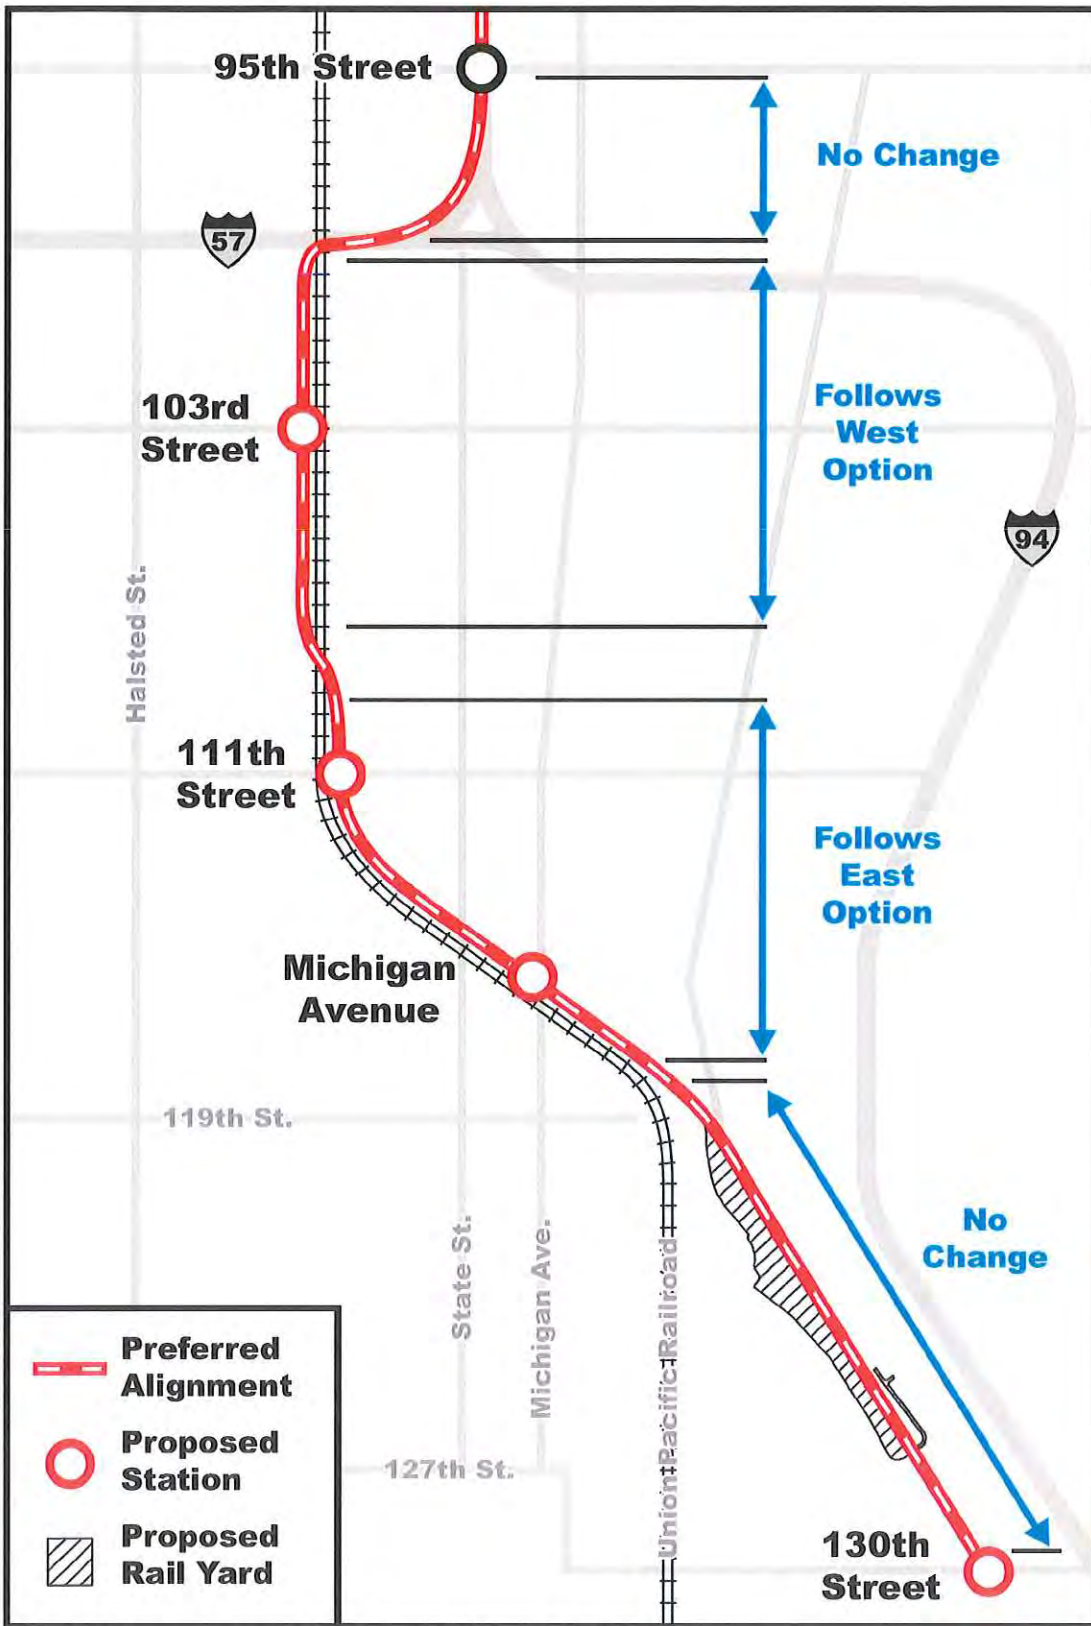 95th Street
No Change
57
103rd
Street
Follows
West
Option
94
Halsted St.
111th
Street
Follows
East
Option
Michigan
Avenue
119th St.
State St.
Michigan Ave.
Union Pacific Railroad
No
Change
127th St.
130th
Street
Preferred
Alignment
Proposed
Station
Proposed
Rail Yard